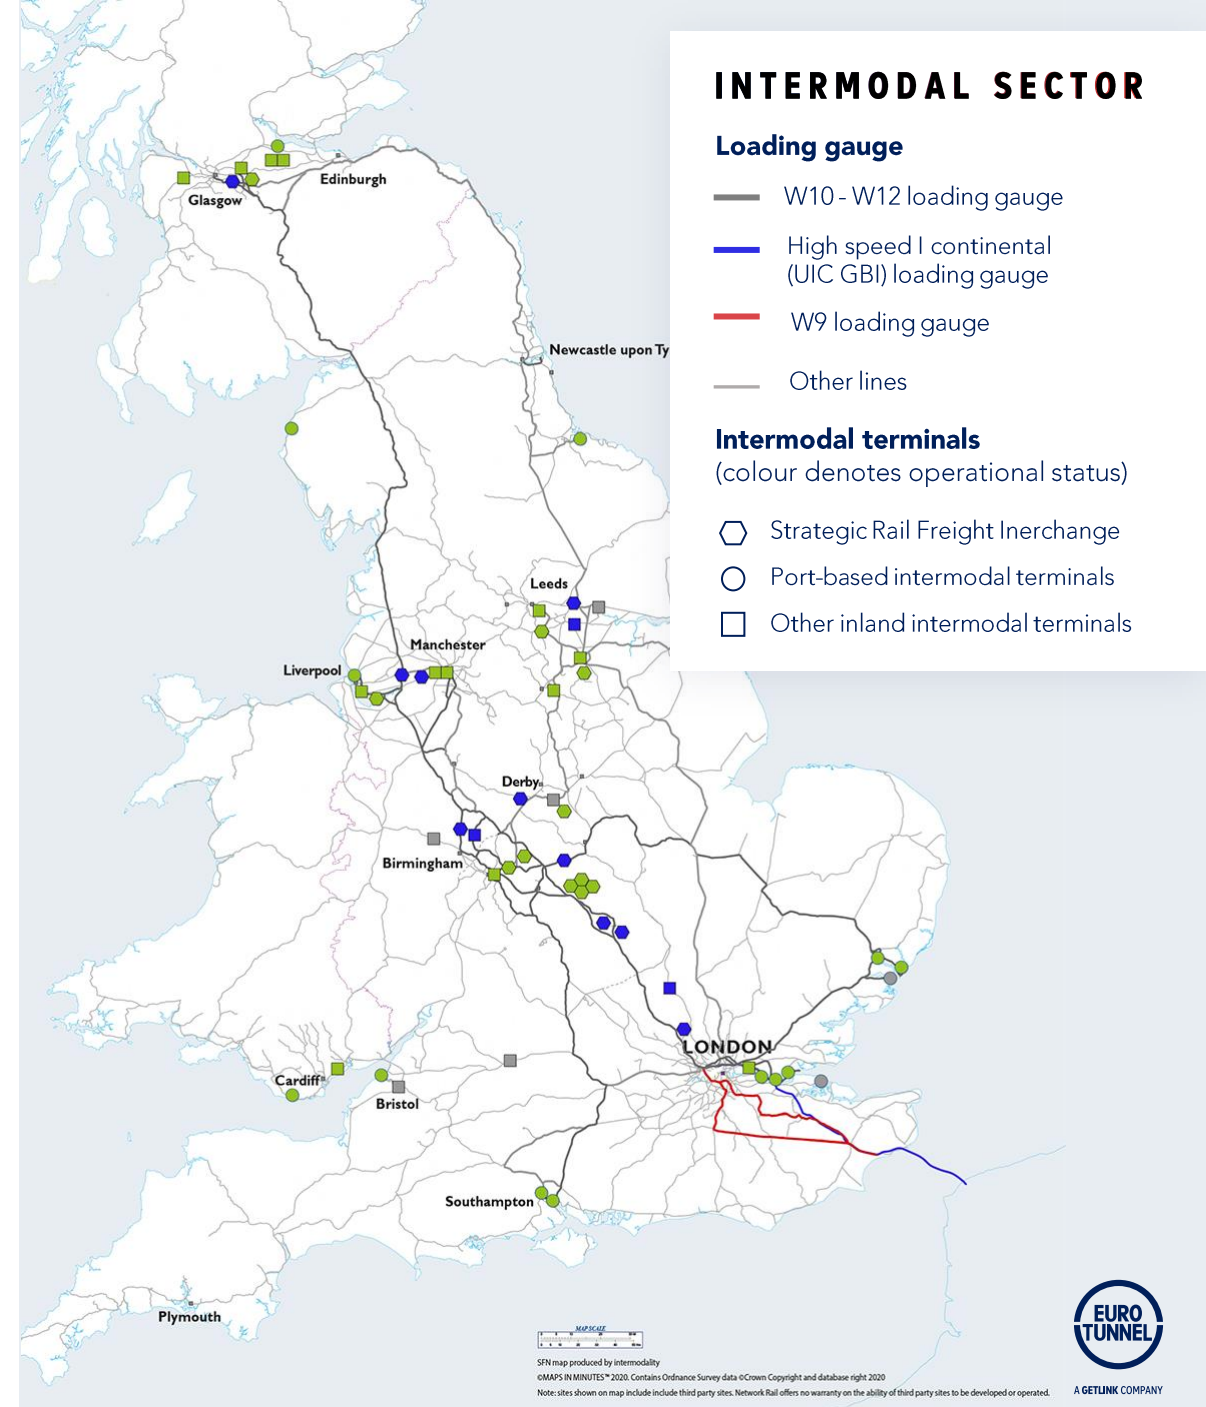 INTERMODAL SECTOR
Loading gauge
W10 - W12 loading gauge
High speed I continental
(UIC GBI) loading gauge
W9 loading gauge
Other lines
Intermodal terminals
(colour denotes operational status)
Strategic Rail Freight Inerchange
Port-based intermodal terminals
Other inland intermodal terminals
Edinburgh
Glasgow
Newcastle upon Ty
Leeds
Manchester
Liverpool
Derby
Birmingham
LONDON
Cardiff
Bristol
Southampton
Plymouth
MAP SCALE
SFN map produced by intermodality
©MAPS IN MINUTES™ 2020. Contains Ordnance Survey data ©Crown Copyright and database right 2020
Note: sites shown on map include include third party sites. Network Rail offers no warranty on the ability of third party sites to be developed or operated.
EURO
TUNNEL
A GETLINK COMPANY